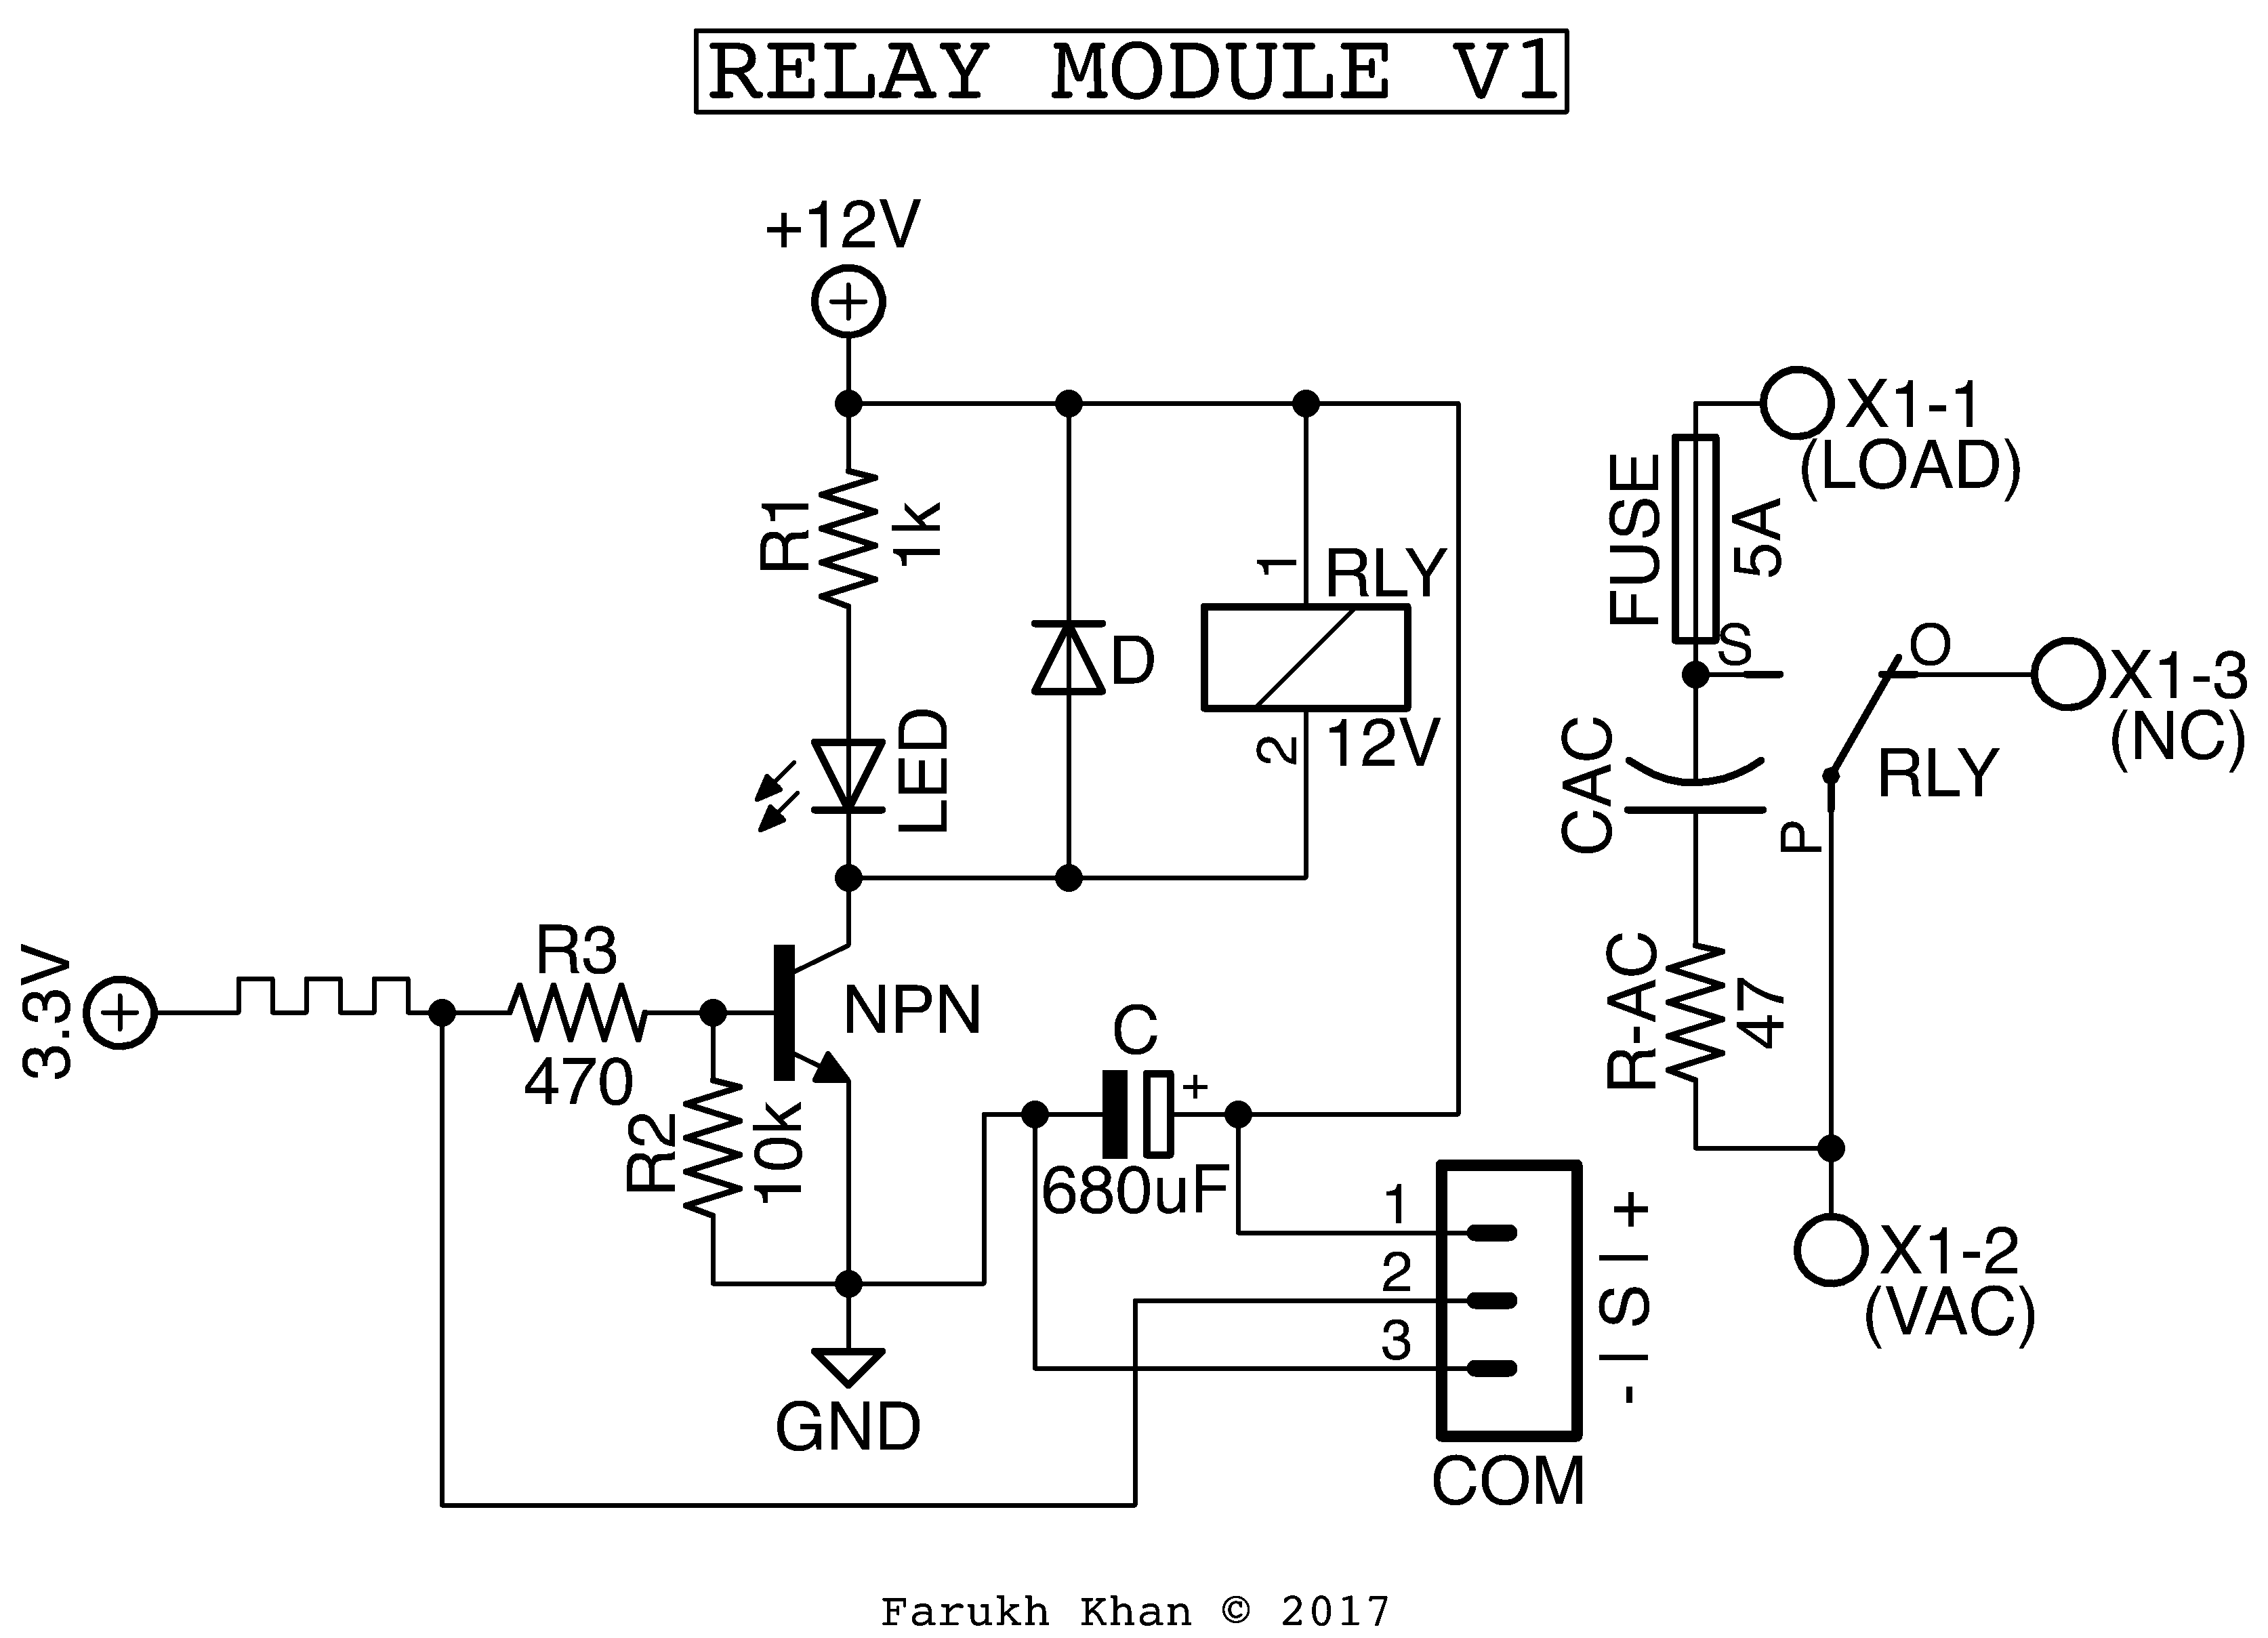 RELAY MODULE V1
+12V
X1-1
(LOAD)
R1
1k
FUSE
5A
1
RLY
S
O
X1-3
(NC)
D
2
12V
LED
CAC
RLY
P
3.3V
R3
470
NPN
R-AC
47
C
+
R2
10k
680uF
1
2
3
- | S | +
X1-2
(VAC)
GND
COM
Farukh Khan © 2017